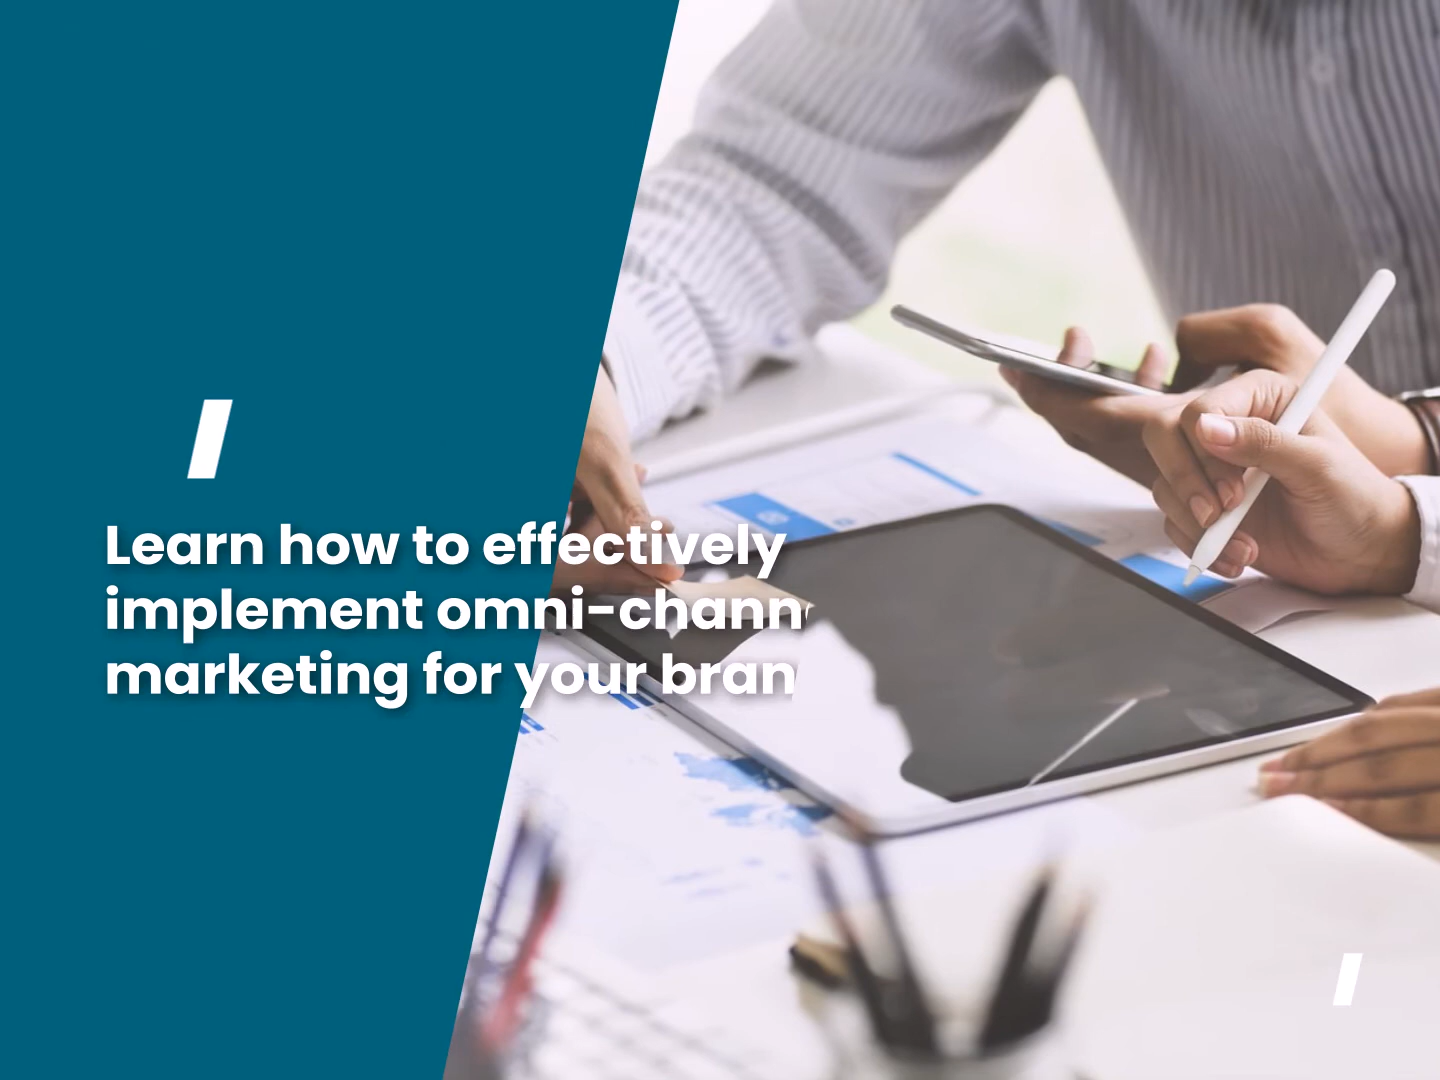 Learn how to effectively
implement omni-chann
marketing for your bran